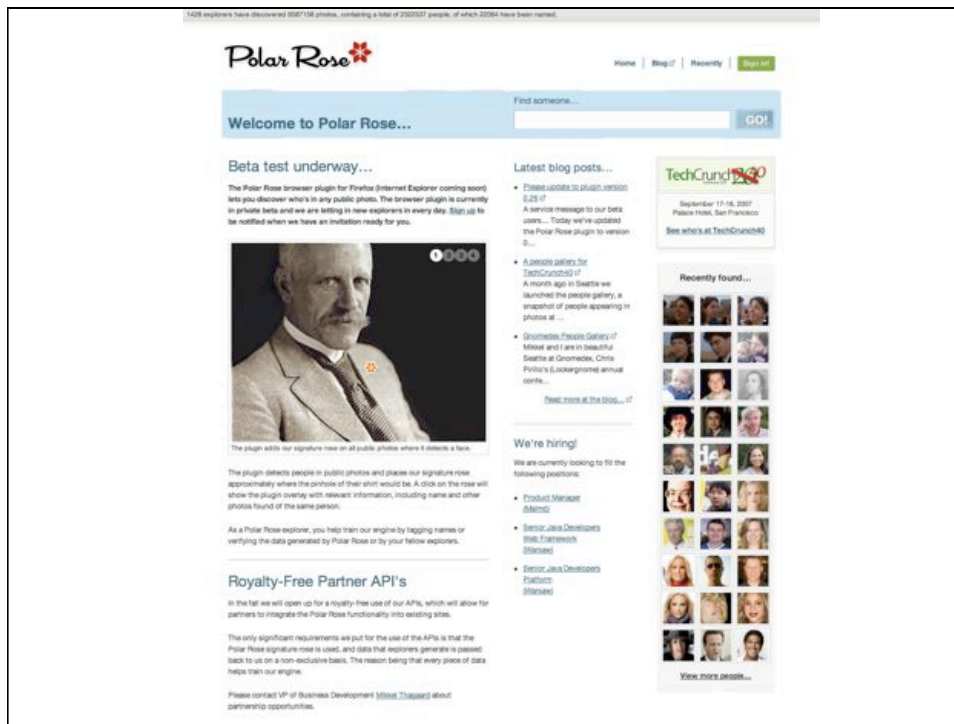 1428 explorers have discovered 6587158 photos, containing a total of 2322537 people, of which 22094 have been named.
Polar Rose
Home | Blog | Recently | Sign in!
Find someone...
Welcome to Polar Rose...
GO!
Beta test underway...
The Polar Rose browser plugin for Firefox (Internet Explorer coming soon)
lets you discover who's in any public photo. The browser plugin is currently
in private beta and we are letting in new explorers in every day. Sign up to
be notified when we have an invitation ready for you.
1 2 3 4
The plugin adds our signature rose on all public photos where it detects a face.
The plugin detects people in public photos and places our signature rose
approximately where the pinhole of their shirt would be. A click on the rose will
show the plugin overlay with relevant information, including name and other
photos found of the same person.
As a Polar Rose explorer, you help train our engine by tagging names or
verifying the data generated by Polar Rose or by your fellow explorers.
Royalty-Free Partner API's
In the fall we will open up for a royalty-free use of our APIs, which will allow for
partners to integrate the Polar Rose functionality into existing sites.
The only significant requirements we put for the use of the APIs is that the
Polar Rose signature rose is used, and data that explorers generate is passed
back to us on a non-exclusive basis. The reason being that every piece of data
helps train our engine.
Please contact VP of Business Development Mikkel Thagaard about
partnership opportunities.
Latest blog posts...
Please update to plugin version
0.25
A service message to our beta
users... Today we've updated
the Polar Rose plugin to version
0...
A people gallery for
TechCrunch40
A month ago in Seattle we
launched the people gallery, a
snapshot of people appearing in
photos at ...
Gnomedex People Gallery
Mikkel and I are in beautiful
Seattle at Gnomedex, Chris
Pirillo's (Lockergnome) annual
confe...
Read more at the blog...
We're hiring!
We are currently looking to fill the
following positions:
Product Manager
(Malmö)
Senior Java Developers
Web Framework
(Warsaw)
Senior Java Developers
Platform
(Warsaw)
TechCrunch
September 17-18, 2007
Palace Hotel, San Francisco
See who's at TechCrunch40
Recently found...
View more people...